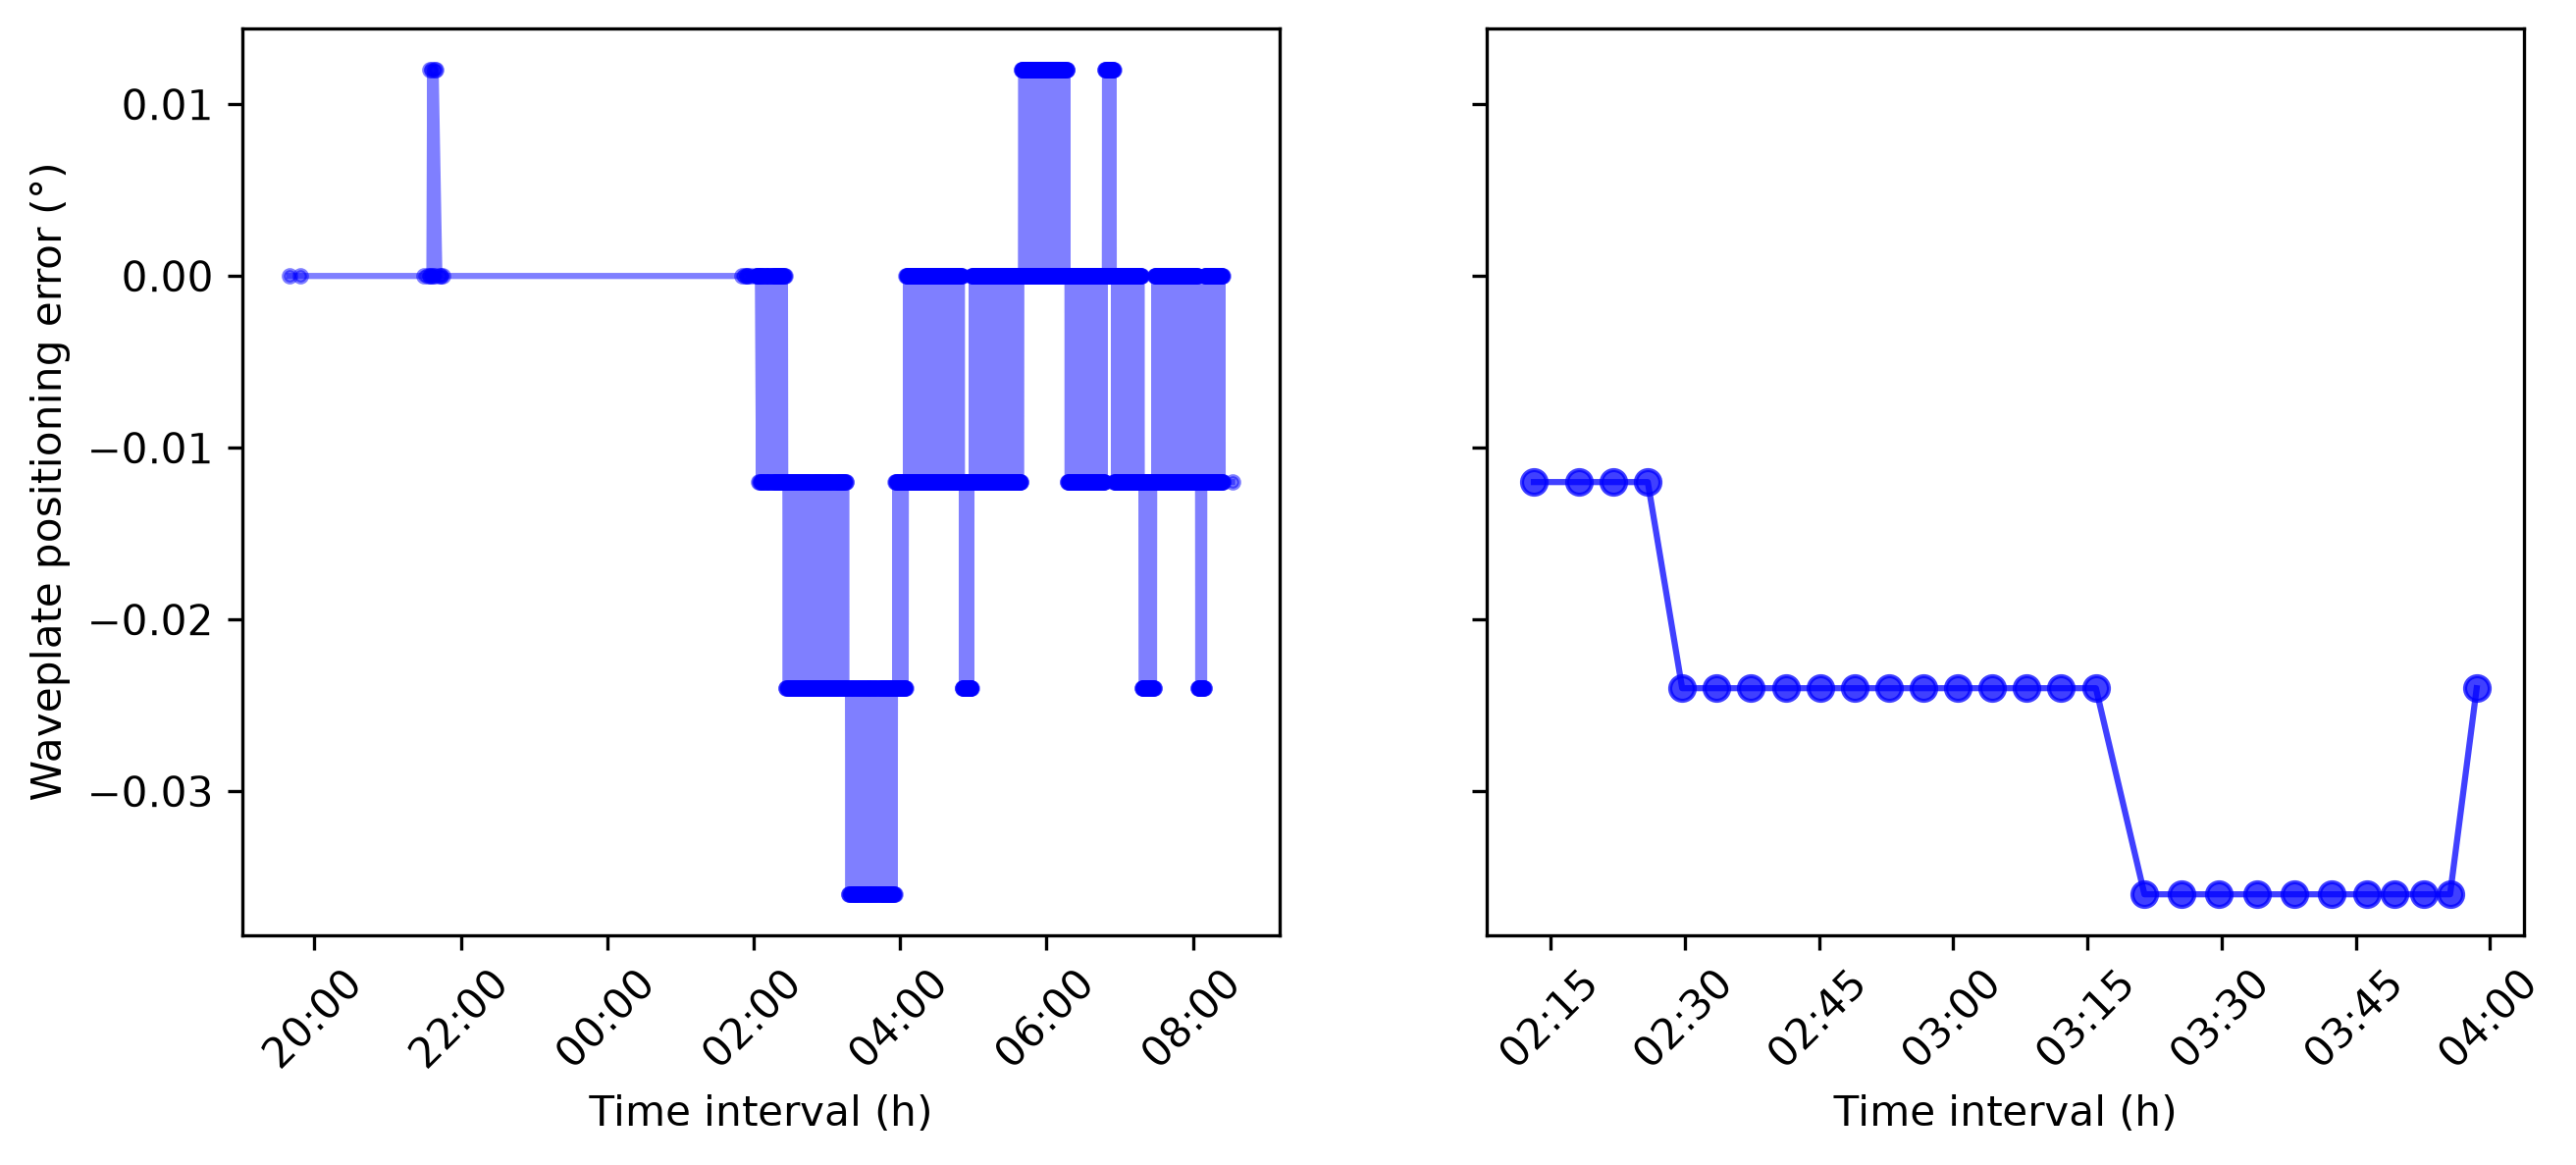 Waveplate positioning error (°)
0.01
0.00
−0.01
−0.02
−0.03
20:00 22:00 00:00 02:00 04:00 06:00 08:00
Time interval (h)
02:15 02:30 02:45 03:00 03:15 03:30 03:45 04:00
Time interval (h)